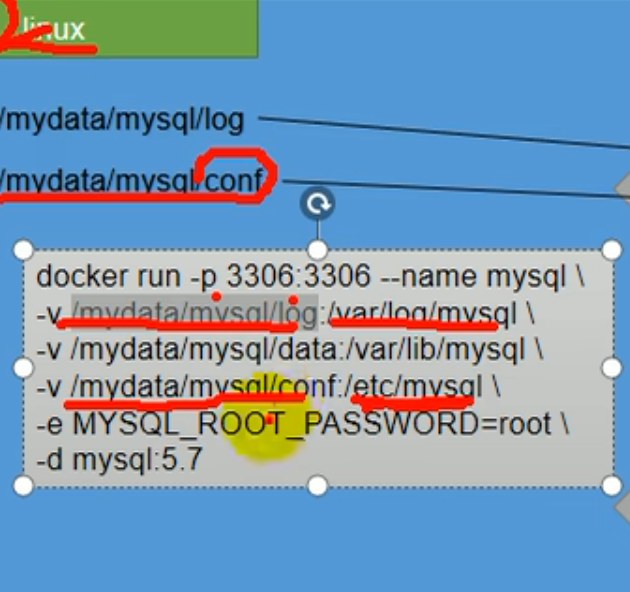 linux
/mydata/mysql/log
/mydata/mysql/conf
docker run -p 3306:3306 --name mysql \
-v /mydata/mysql/log:/var/log/mysql \
-v /mydata/mysql/data:/var/lib/mysql \
-v /mydata/mysql/conf:/etc/mysql \
-e MYSQL_ROOT_PASSWORD=root \
-d mysql:5.7